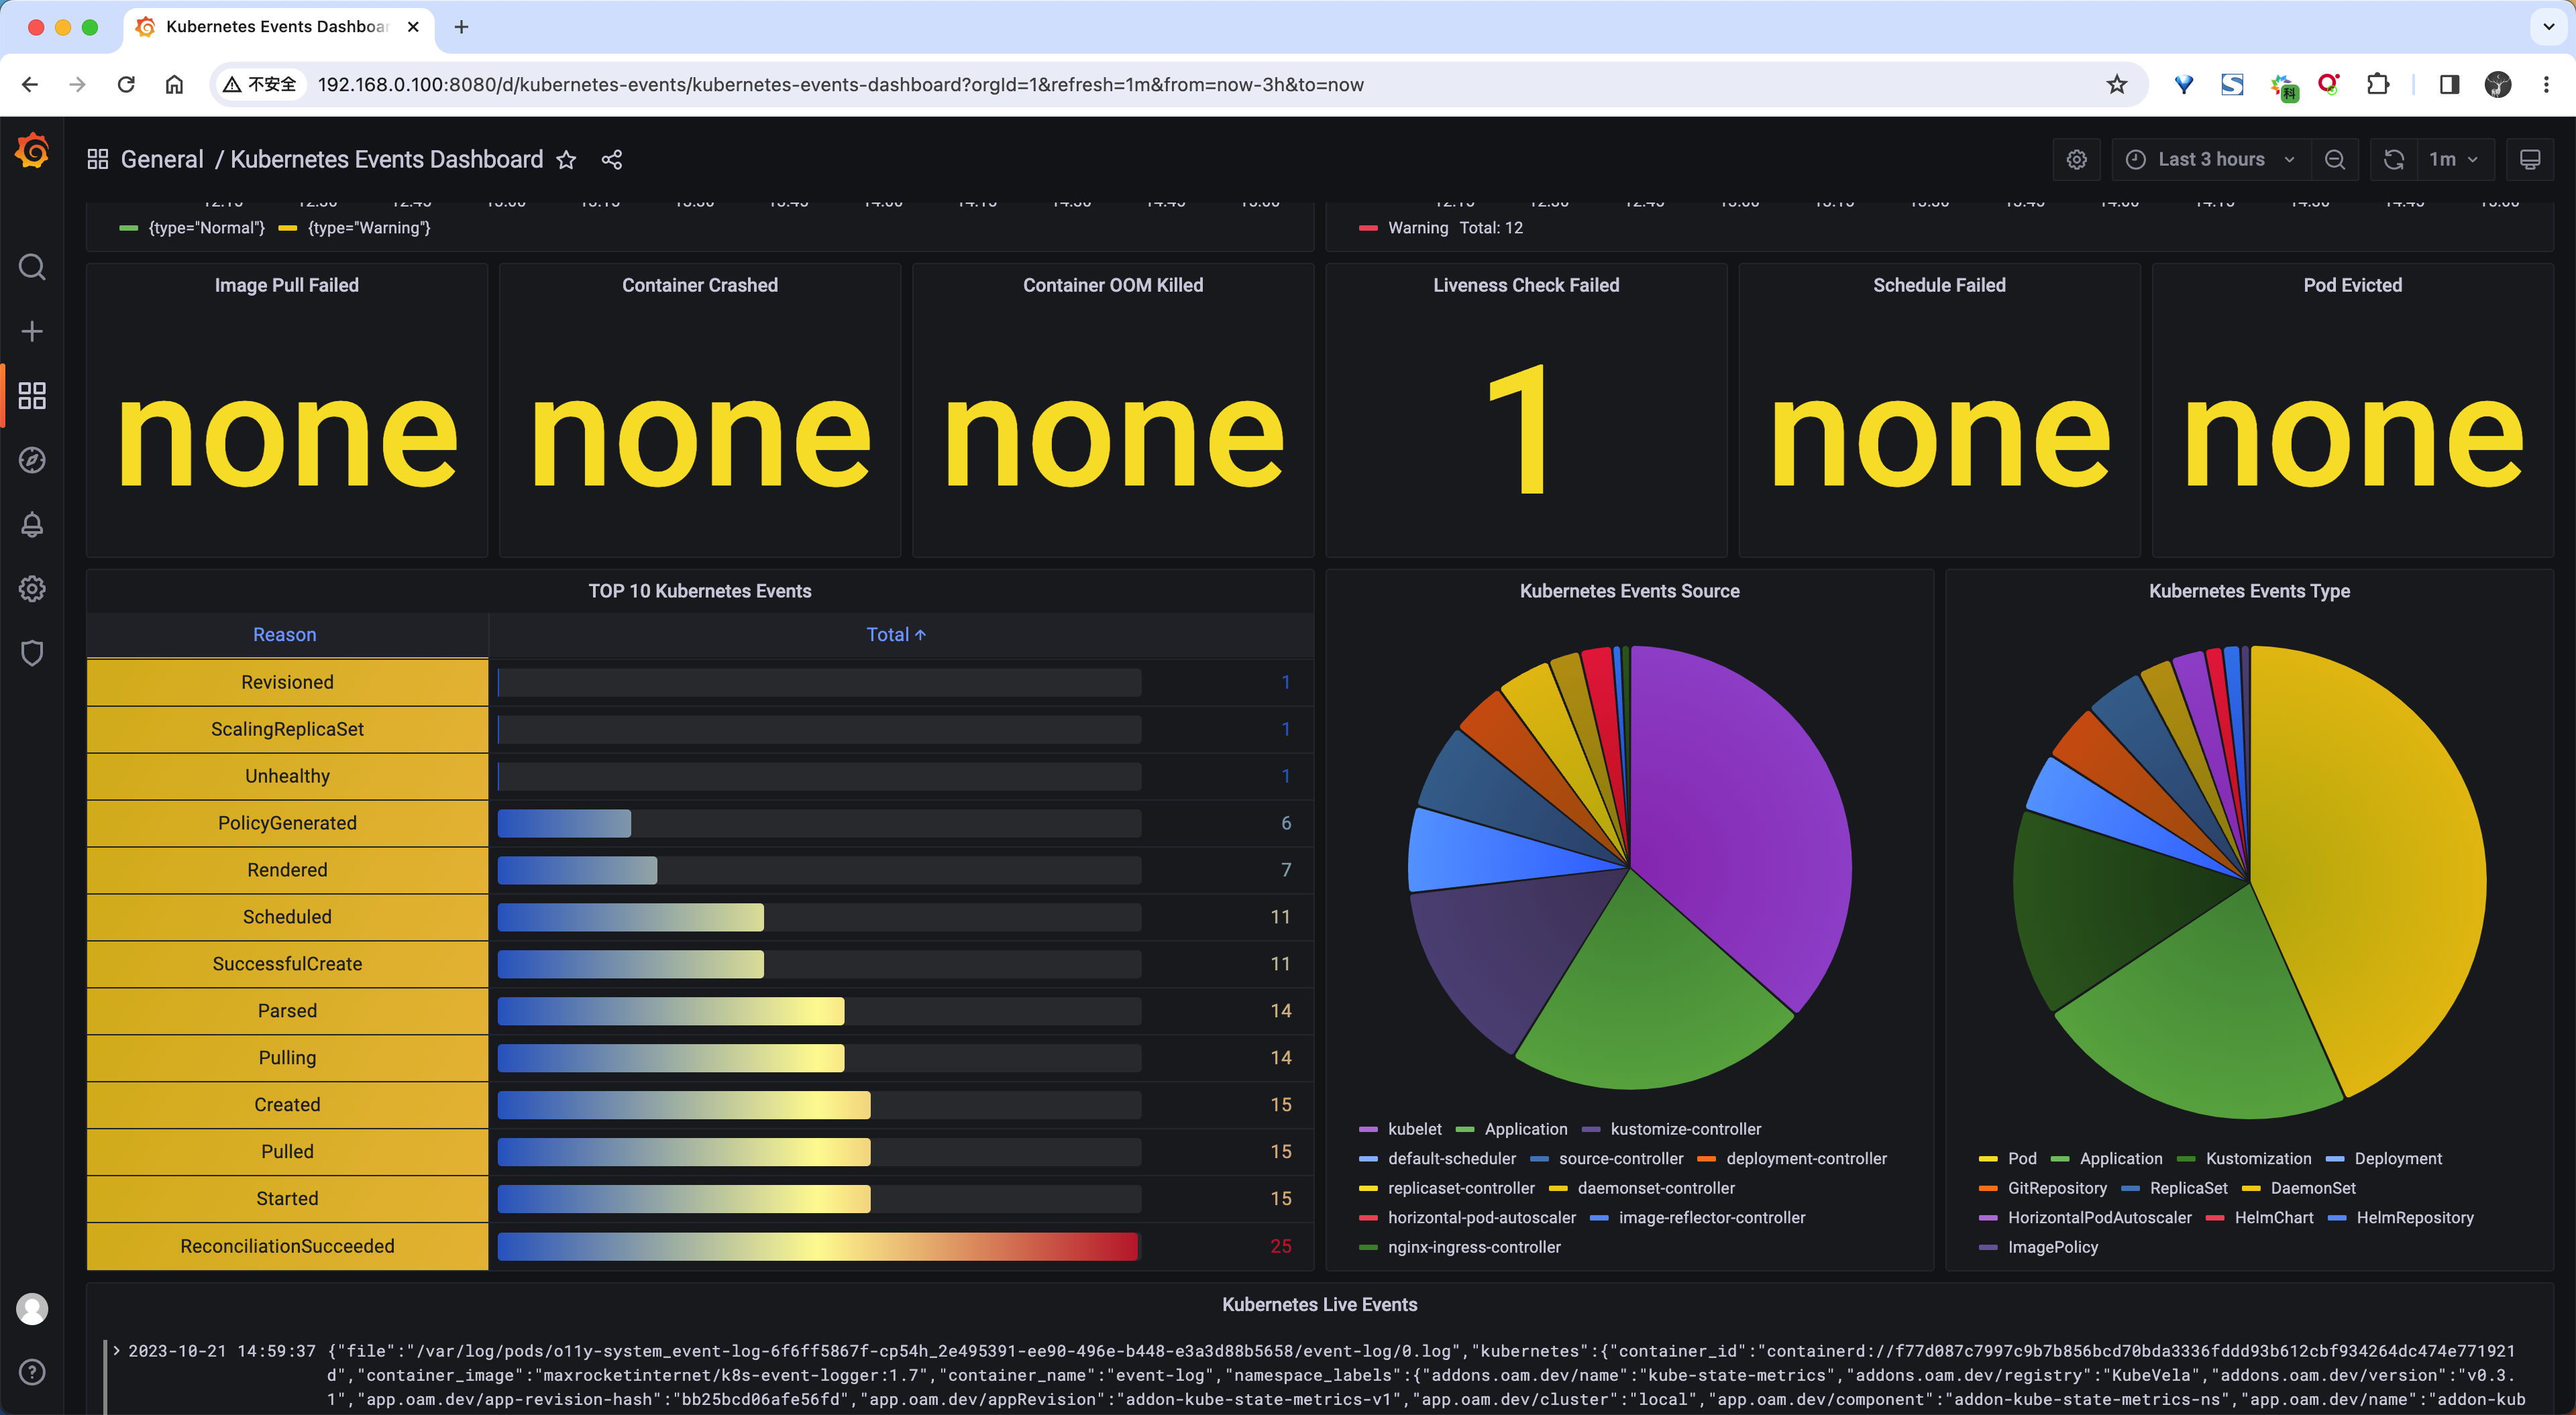 Kubernetes Events Dashboar
不安全 192.168.0.100:8080/d/kubernetes-events/kubernetes-events-dashboard?orgId=1&refresh=1m&from=now-3h&to=now
科
General / Kubernetes Events Dashboard
Last 3 hours 1m
{type="Normal"} {type="Warning"}
Warning Total: 12
Image Pull Failed Container Crashed Container OOM Killed Liveness Check Failed Schedule Failed Pod Evicted
none none none 1 none none
TOP 10 Kubernetes Events
Reason Total
Revisioned 1
ScalingReplicaSet 1
Unhealthy 1
PolicyGenerated 6
Rendered 7
Scheduled 11
SuccessfulCreate 11
Parsed 14
Pulling 14
Created 15
Pulled 15
Started 15
ReconciliationSucceeded 25
Kubernetes Events Source
kubelet Application kustomize-controller
default-scheduler source-controller deployment-controller
replicaset-controller daemonset-controller
horizontal-pod-autoscaler image-reflector-controller
nginx-ingress-controller
Kubernetes Events Type
Pod Application Kustomization Deployment
GitRepository ReplicaSet DaemonSet
HorizontalPodAutoscaler HelmChart HelmRepository
ImagePolicy
Kubernetes Live Events
2023-10-21 14:59:37 {"file":"/var/log/pods/o11y-system_event-log-6f6ff5867f-cp54h_2e495391-ee90-496e-b448-e3a3d88b5658/event-log/0.log","kubernetes":{"container_id":"containerd://f77d087c7997c9b7b856bcd70bda3336fddd93b612cbf934264dc474e771921
d","container_image":"maxrocketinternet/k8s-event-logger:1.7","container_name":"event-log","namespace_labels":{"addons.oam.dev/name":"kube-state-metrics","addons.oam.dev/registry":"KubeVela","addons.oam.dev/version":"v0.3.
1","app.oam.dev/app-revision-hash":"bb25bcd06afe56fd","app.oam.dev/appRevision":"addon-kube-state-metrics-v1","app.oam.dev/cluster":"local","app.oam.dev/component":"addon-kube-state-metrics-ns","app.oam.dev/name":"addon-kub